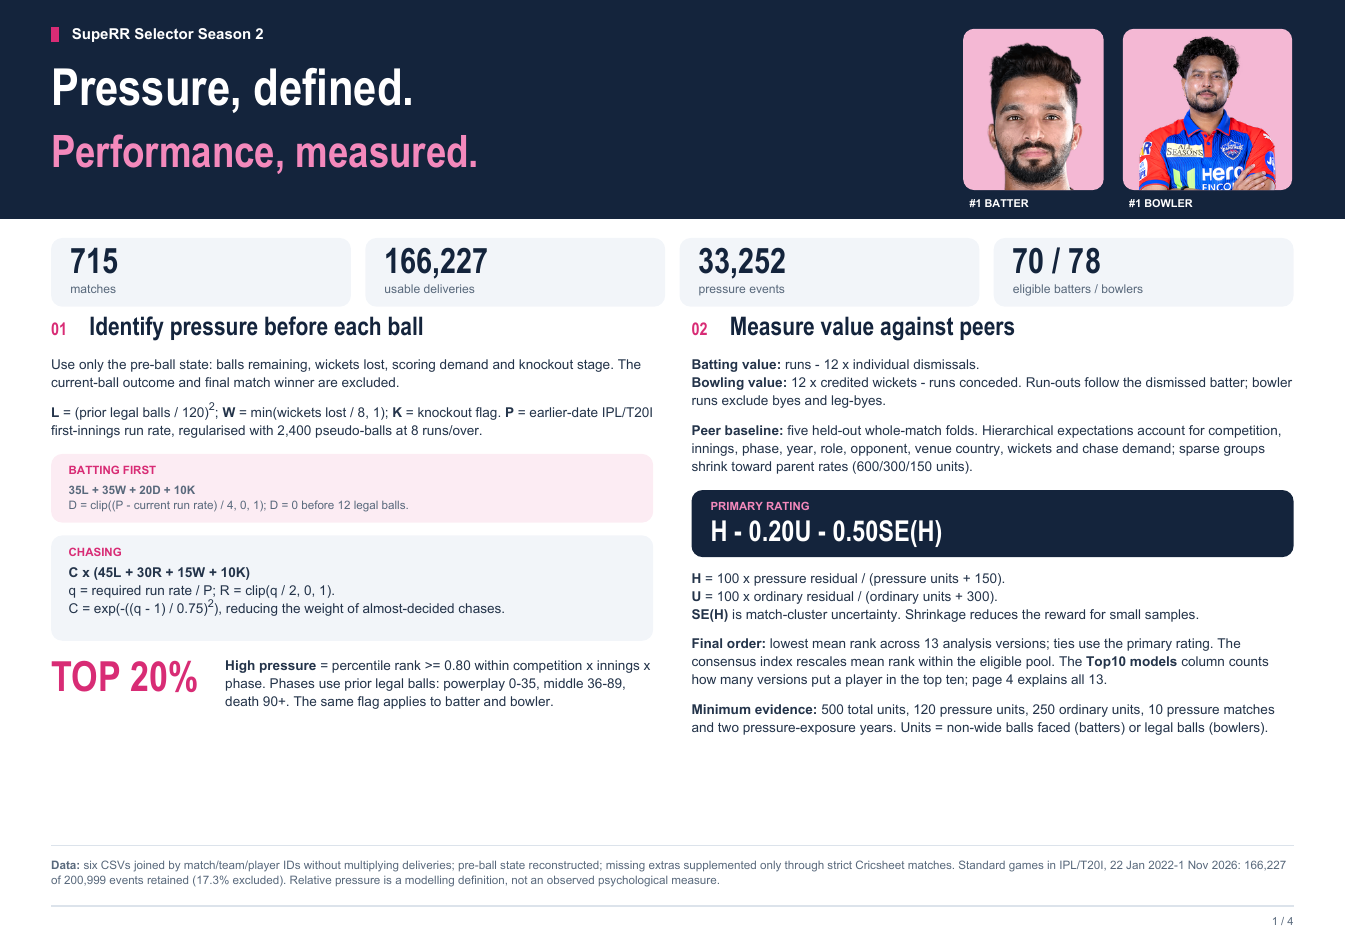 SupeRR Selector Season 2
Pressure, defined.
Performance, measured.
ALL SEASONS
Hero
FINCO
#1 BATTER
#1 BOWLER
715
matches
166,227
usable deliveries
33,252
pressure events
70 / 78
eligible batters / bowlers
01 Identify pressure before each ball
Use only the pre-ball state: balls remaining, wickets lost, scoring demand and knockout stage. The
current-ball outcome and final match winner are excluded.
L = (prior legal balls / 120)²; W = min(wickets lost / 8, 1); K = knockout flag. P = earlier-date IPL/T20I
first-innings run rate, regularised with 2,400 pseudo-balls at 8 runs/over.
BATTING FIRST
35L + 35W + 20D + 10K
D = clip((P - current run rate) / 4, 0, 1); D = 0 before 12 legal balls.
CHASING
C x (45L + 30R + 15W + 10K)
q = required run rate / P; R = clip(q / 2, 0, 1).
C = exp(-((q - 1) / 0.75)²), reducing the weight of almost-decided chases.
TOP 20%
High pressure = percentile rank >= 0.80 within competition x innings x
phase. Phases use prior legal balls: powerplay 0-35, middle 36-89,
death 90+. The same flag applies to batter and bowler.
02 Measure value against peers
Batting value: runs - 12 x individual dismissals.
Bowling value: 12 x credited wickets - runs conceded. Run-outs follow the dismissed batter; bowler
runs exclude byes and leg-byes.
Peer baseline: five held-out whole-match folds. Hierarchical expectations account for competition,
innings, phase, year, role, opponent, venue country, wickets and chase demand; sparse groups
shrink toward parent rates (600/300/150 units).
PRIMARY RATING
H - 0.20U - 0.50SE(H)
H = 100 x pressure residual / (pressure units + 150).
U = 100 x ordinary residual / (ordinary units + 300).
SE(H) is match-cluster uncertainty. Shrinkage reduces the reward for small samples.
Final order: lowest mean rank across 13 analysis versions; ties use the primary rating. The
consensus index rescales mean rank within the eligible pool. The Top10 models column counts
how many versions put a player in the top ten; page 4 explains all 13.
Minimum evidence: 500 total units, 120 pressure units, 250 ordinary units, 10 pressure matches
and two pressure-exposure years. Units = non-wide balls faced (batters) or legal balls (bowlers).
Data: six CSVs joined by match/team/player IDs without multiplying deliveries; pre-ball state reconstructed; missing extras supplemented only through strict Cricsheet matches. Standard games in IPL/T20I, 22 Jan 2022-1 Nov 2026: 166,227
of 200,999 events retained (17.3% excluded). Relative pressure is a modelling definition, not an observed psychological measure.
1 / 4